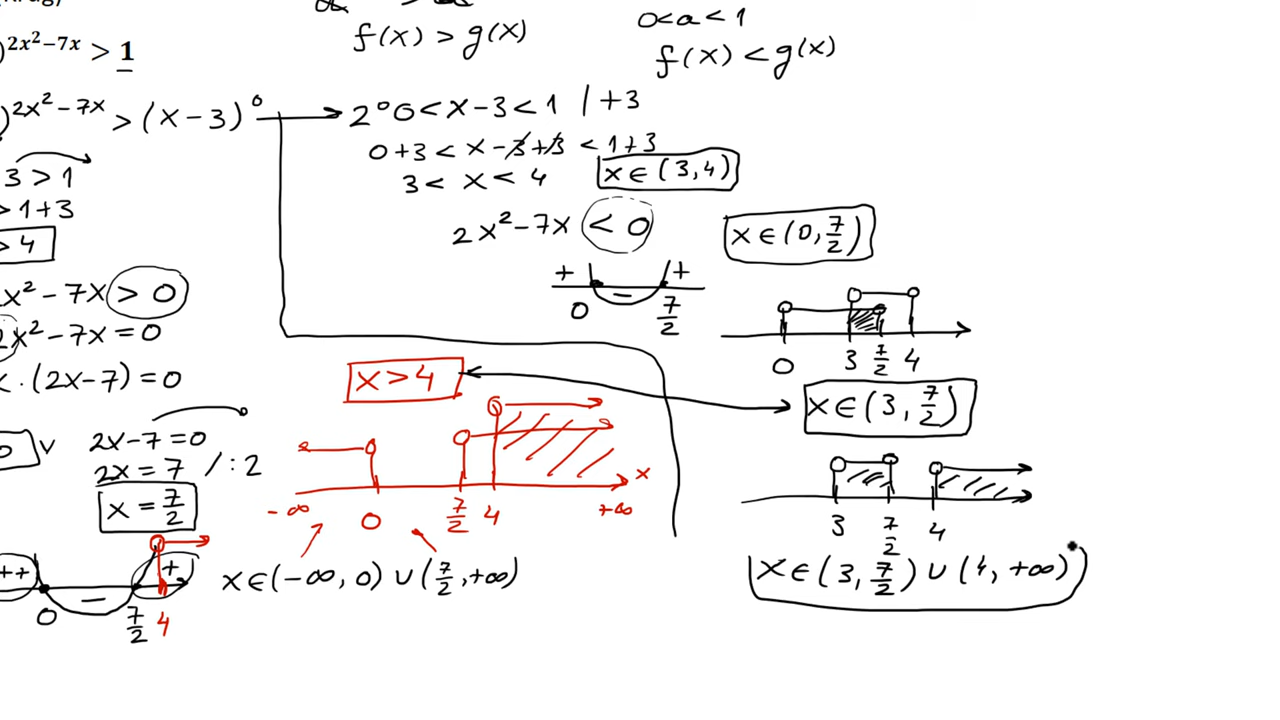 0<a<1
f(x) > g(x)
f(x) < g(x)
)^{2x²-7x} > 1
)^{2x²-7x} > (x-3)⁰
2° 0 < x-3 < 1 /+3
0+3 < x-3+3 < 1+3
3 < x < 4
x∈(3,4)
2x²-7x < 0
x∈(0, 7/2)
+ - +
0 7/2
0 3 7/2 4
x∈(3, 7/2)
3 7/2 4
x∈(3, 7/2) ∪ (4, +∞)
3 > 1
> 1+3
> 4
x²-7x > 0
2x²-7x = 0
x·(2x-7) = 0
0 ∨ 2x-7 = 0
2x = 7 /:2
x = 7/2
++ - +
0 7/2 4
x > 4
-∞ 0 7/2 4 +∞ x
x∈(-∞, 0) ∪ (7/2, +∞)